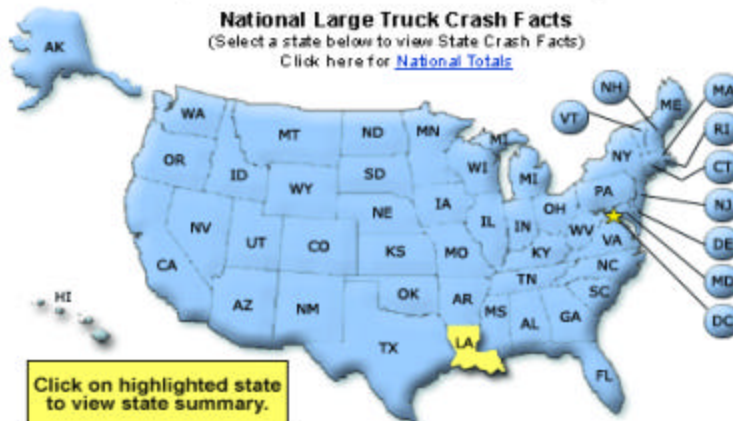 National Large Truck Crash Facts
(Select a state below to view State Crash Facts)
Click here for National Totals
AK
WA
MT
ND
MN
MI
VT
NH
ME
MA
OR
ID
WY
SD
WI
MI
NY
RI
CT
NV
UT
CO
NE
IA
IL
IN
OH
PA
NJ
CA
KS
MO
KY
WV
VA
DE
MD
DC
AZ
NM
OK
AR
TN
NC
SC
HI
TX
LA
MS
AL
GA
FL
Click on highlighted state
to view state summary.